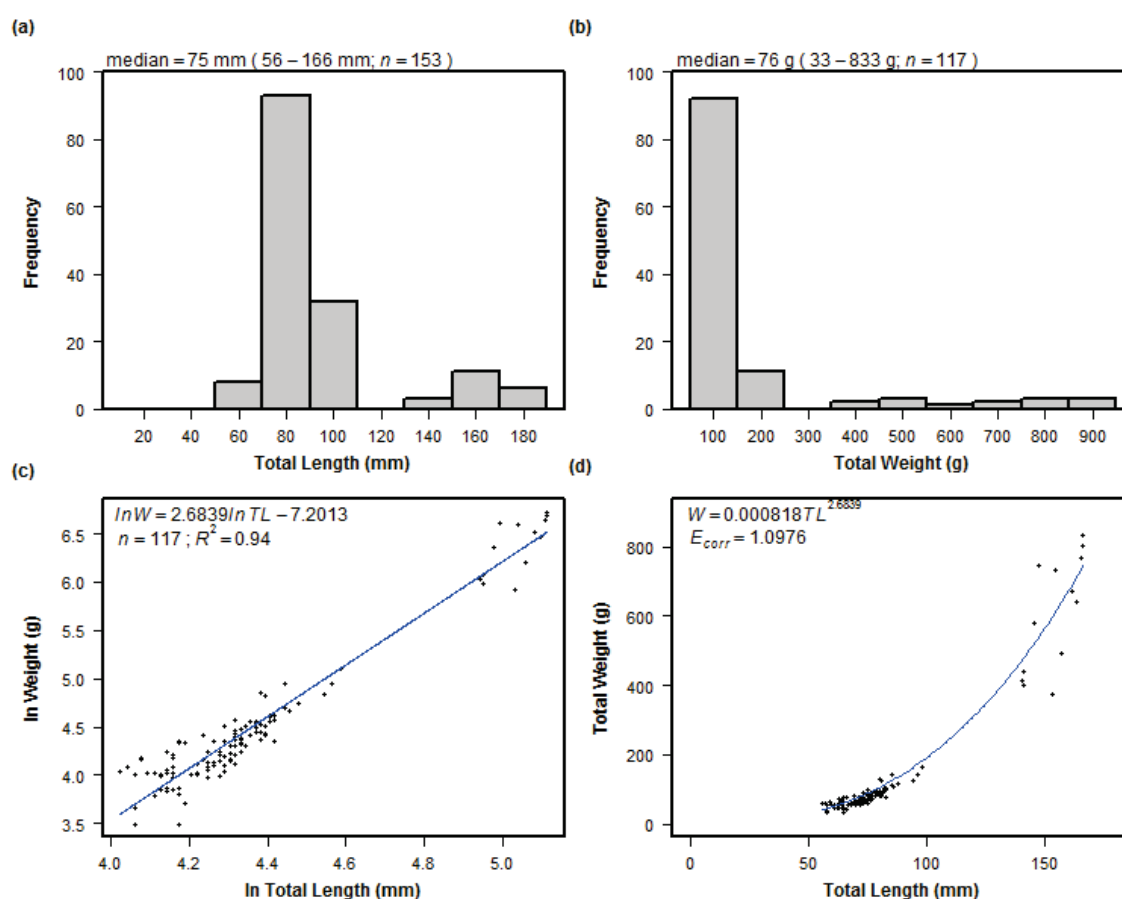 (a)
median = 75 mm ( 56 – 166 mm; n = 153 )
100
80
60
40
20
0
Frequency
20 40 60 80 100 120 140 160 180
Total Length (mm)
(b)
median = 76 g ( 33 – 833 g; n = 117 )
100
80
60
40
20
0
Frequency
100 200 300 400 500 600 700 800 900
Total Weight (g)
(c)
lnW = 2.6839lnTL – 7.2013
n = 117 ; R² = 0.94
6.5
6.0
5.5
5.0
4.5
4.0
3.5
ln Weight (g)
4.0 4.2 4.4 4.6 4.8 5.0
ln Total Length (mm)
(d)
W = 0.000818TL^2.6839
E_corr = 1.0976
800
600
400
200
0
Total Weight (g)
0 50 100 150
Total Length (mm)